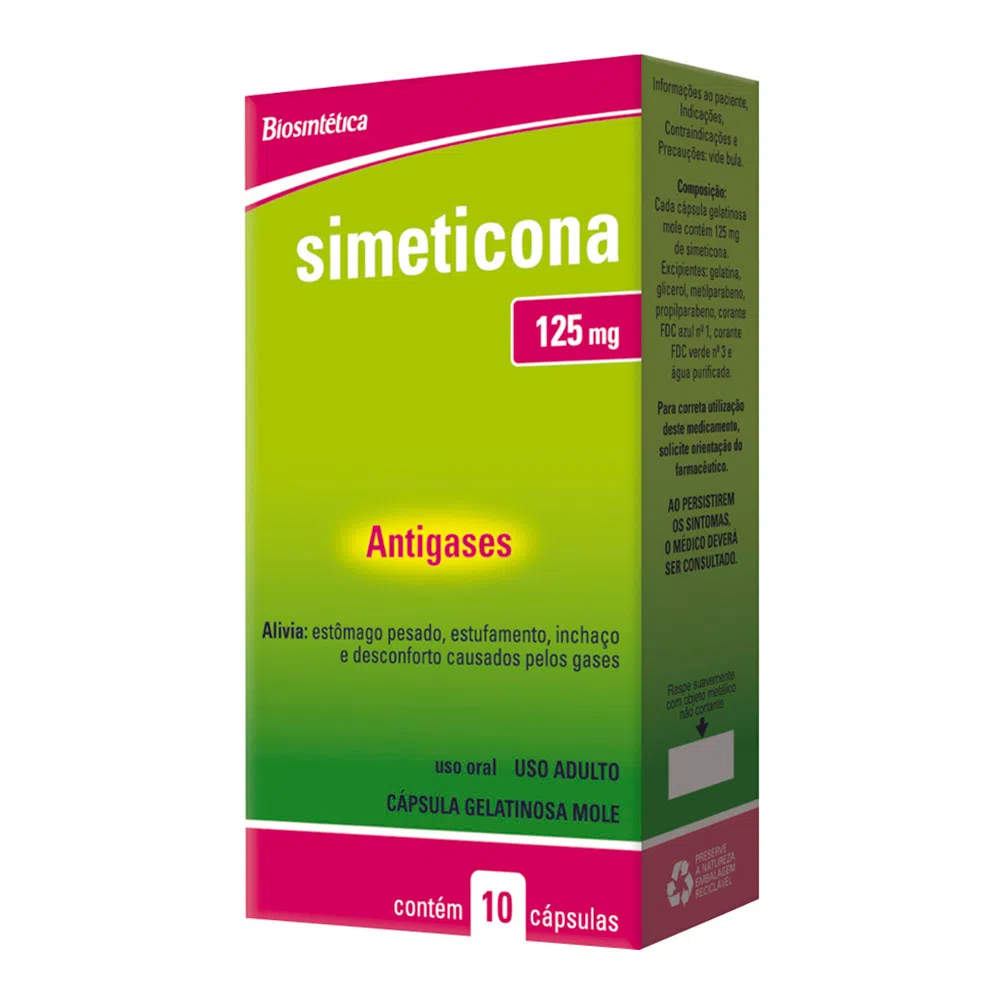 Biosintética
simeticona
125 mg
Antigases
Alivia: estômago pesado, estufamento, inchaço
e desconforto causados pelos gases
uso oral USO ADULTO
CÁPSULA GELATINOSA MOLE
contém 10 cápsulas
Informações ao paciente,
Indicações,
Contraindicações e
Precauções: vide bula.
Composição:
Cada cápsula gelatinosa
mole contém 125 mg
de simeticona.
Excipientes: gelatina,
glicerol, metilparabeno,
propilparabeno, corante
FDC azul nº 1, corante
FDC verde nº 3 e
água purificada.
Para correta utilização
deste medicamento,
solicite orientação do
farmacêutico.
AO PERSISTIREM
OS SINTOMAS,
O MÉDICO DEVERÁ
SER CONSULTADO.
Raspe suavemente
com objeto metálico
não cortante
PRESERVE
A NATUREZA
EMBALAGEM
RECICLÁVEL